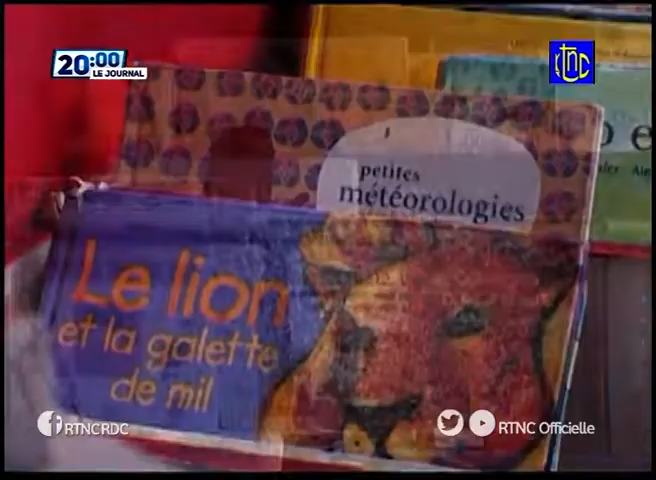 20:00
LE JOURNAL
rtnc
petites
météorologies
Le lion
et la galette
de mil
RTNCRDC
RTNC Officielle